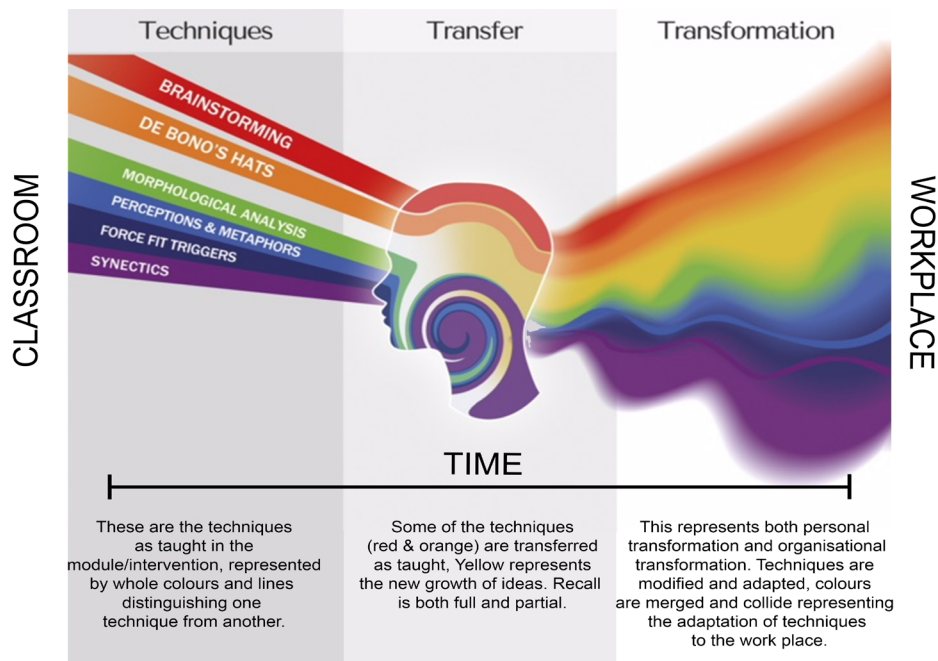 Techniques
Transfer
Transformation
CLASSROOM
BRAINSTORMING
DE BONO'S HATS
MORPHOLOGICAL ANALYSIS
PERCEPTIONS & METAPHORS
FORCE FIT TRIGGERS
SYNECTICS
WORKPLACE
TIME
These are the techniques
as taught in the
module/intervention, represented
by whole colours and lines
distinguishing one
technique from another.
Some of the techniques
(red & orange) are transferred
as taught, Yellow represents
the new growth of ideas. Recall
is both full and partial.
This represents both personal
transformation and organisational
transformation. Techniques are
modified and adapted, colours
are merged and collide representing
the adaptation of techniques
to the work place.